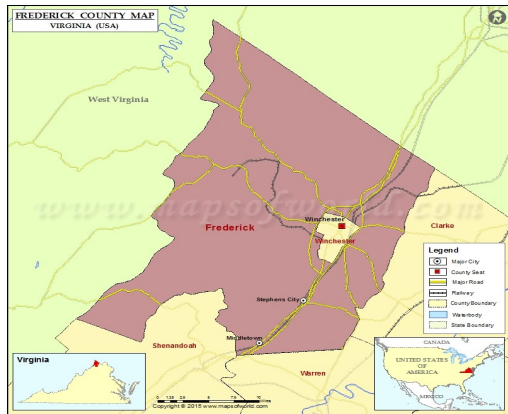 FREDERICK COUNTY MAP
VIRGINIA (USA)
West Virginia
www.mapsofworld.com
Winchester
Winchester
Frederick
Clarke
Stephens City
Middletown
Shenandoah
Warren
Legend
Major City
County Seat
Major Road
Railway
County Boundary
Waterbody
State Boundary
Virginia
CANADA
UNITED STATES
OF
AMERICA
MEXICO
Copyright © 2015 www.mapsofworld.com